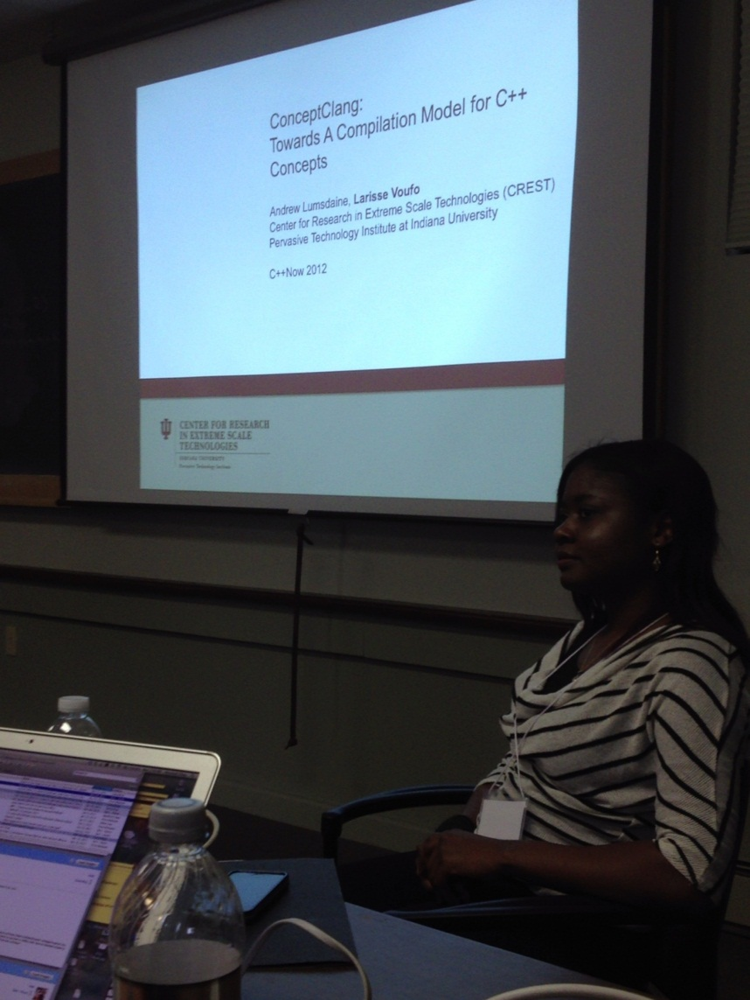 ConceptClang:
Towards A Compilation Model for C++
Concepts
Andrew Lumsdaine, Larisse Voufo
Center for Research in Extreme Scale Technologies (CREST)
Pervasive Technology Institute at Indiana University
C++Now 2012
CENTER FOR RESEARCH
IN EXTREME SCALE
TECHNOLOGIES
INDIANA UNIVERSITY
Pervasive Technology Institute